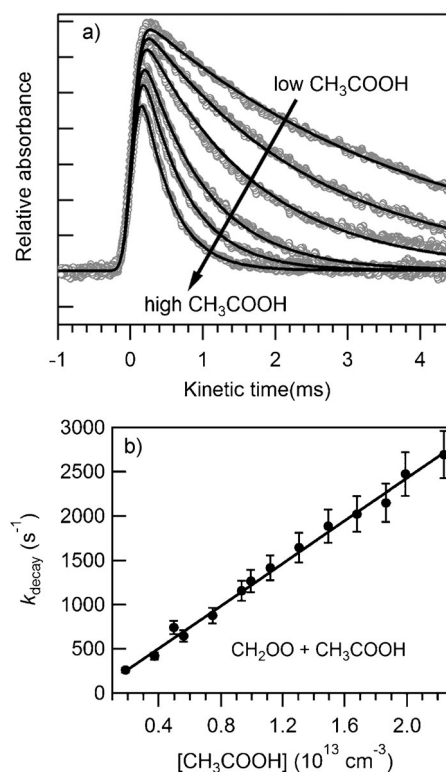 a)
Relative absorbance
low CH₃COOH
high CH₃COOH
-1 0 1 2 3 4
Kinetic time(ms)
b)
3000
2500
2000
1500
1000
500
0
k_decay (s⁻¹)
CH₂OO + CH₃COOH
0.4 0.8 1.2 1.6 2.0
[CH₃COOH] (10¹³ cm⁻³)